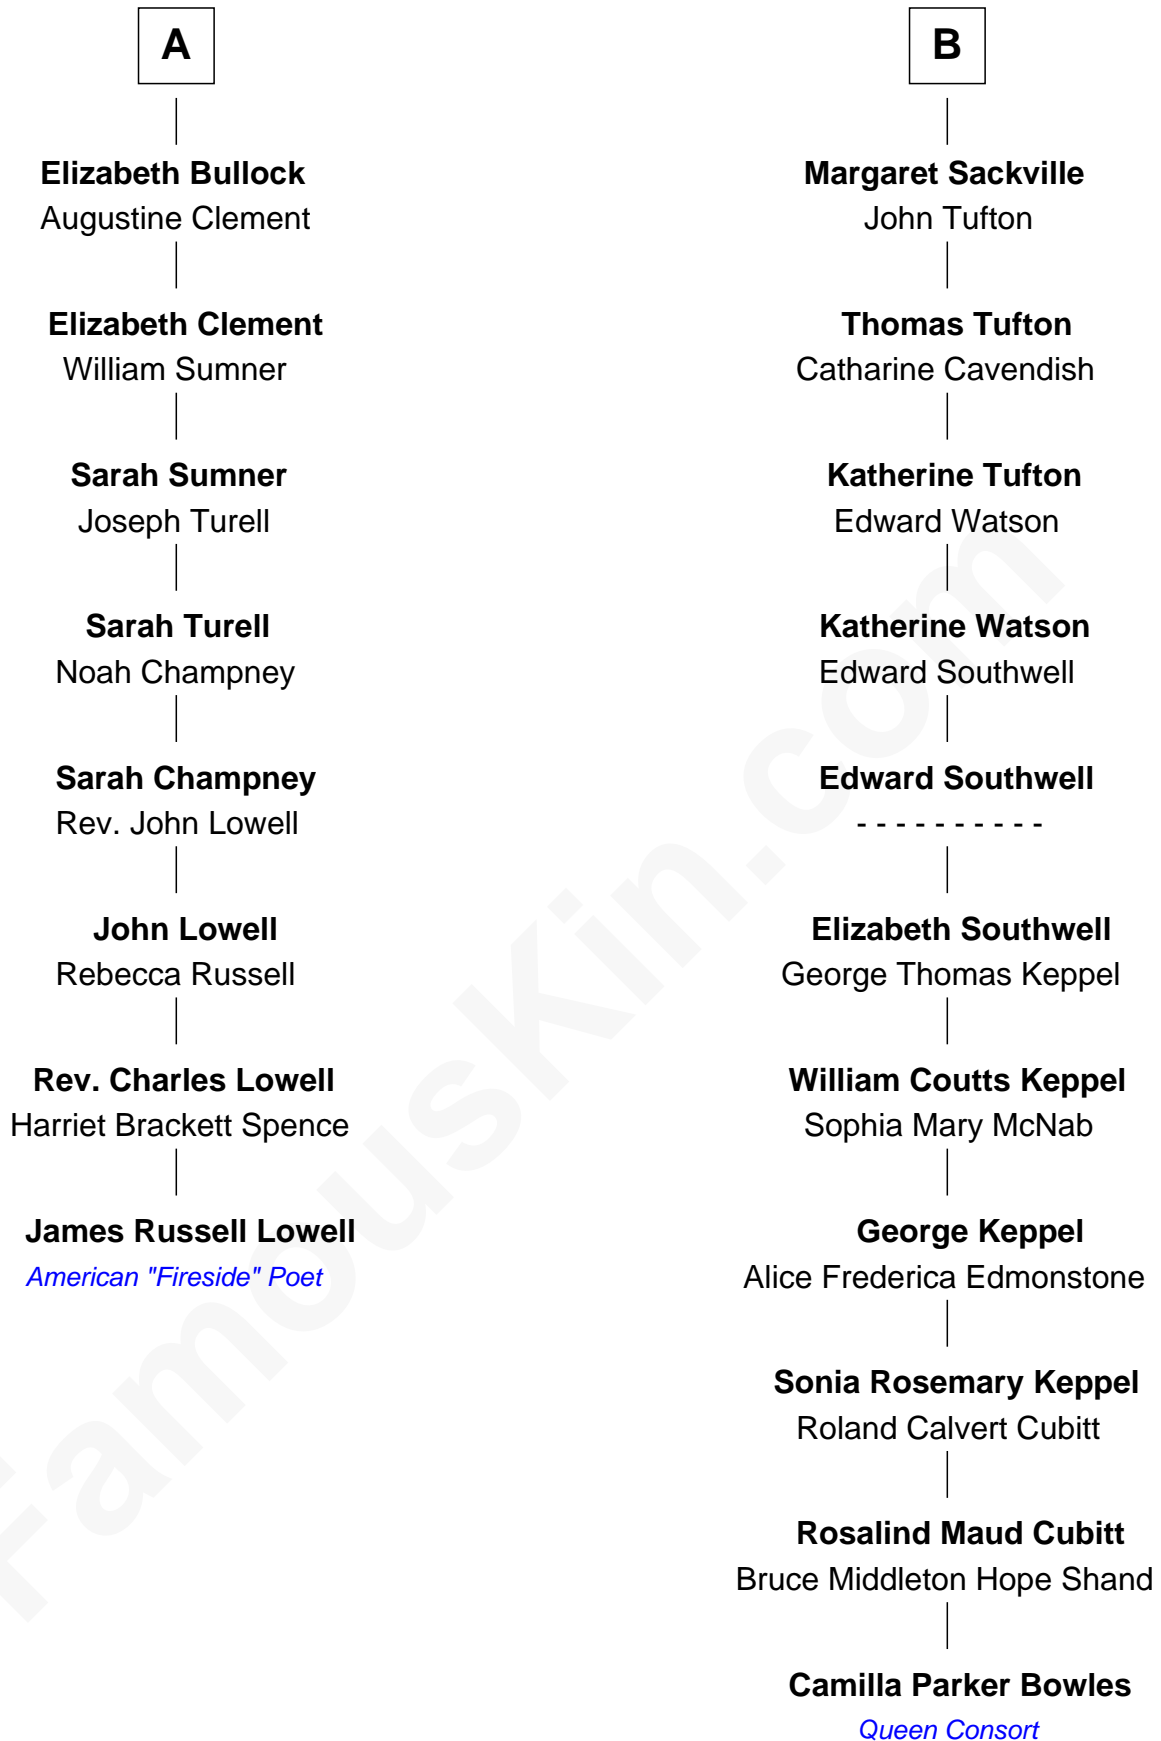 A
Elizabeth Bullock
Augustine Clement
Elizabeth Clement
William Sumner
Sarah Sumner
Joseph Turell
Sarah Turell
Noah Champney
Sarah Champney
Rev. John Lowell
John Lowell
Rebecca Russell
Rev. Charles Lowell
Harriet Brackett Spence
James Russell Lowell
American "Fireside" Poet
B
Margaret Sackville
John Tufton
Thomas Tufton
Catharine Cavendish
Katherine Tufton
Edward Watson
Katherine Watson
Edward Southwell
Edward Southwell
- - - - - - - - - -
Elizabeth Southwell
George Thomas Keppel
William Coutts Keppel
Sophia Mary McNab
George Keppel
Alice Frederica Edmonstone
Sonia Rosemary Keppel
Roland Calvert Cubitt
Rosalind Maud Cubitt
Bruce Middleton Hope Shand
Camilla Parker Bowles
Queen Consort
FamousKin.com